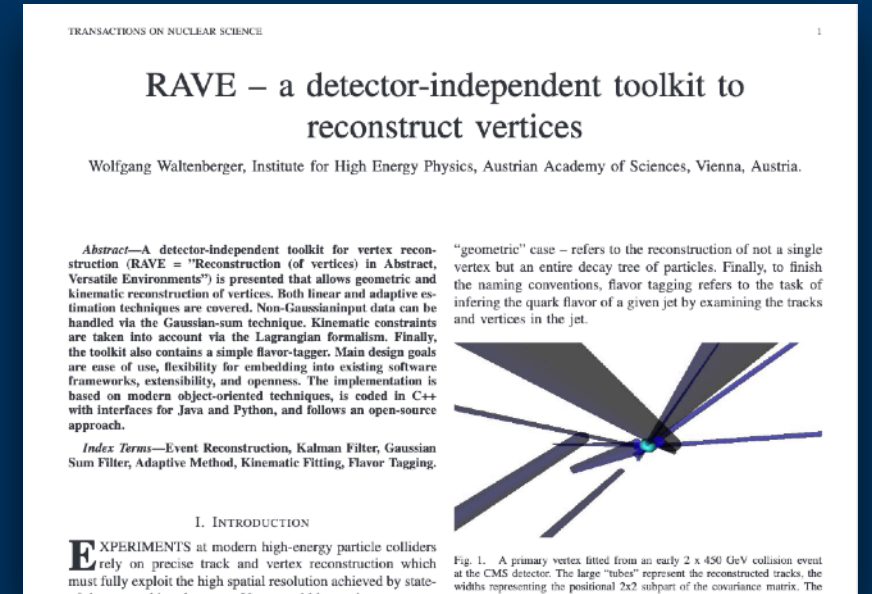 TRANSACTIONS ON NUCLEAR SCIENCE
1
RAVE – a detector-independent toolkit to
reconstruct vertices
Wolfgang Waltenberger, Institute for High Energy Physics, Austrian Academy of Sciences, Vienna, Austria.
Abstract—A detector-independent toolkit for vertex recon-
struction (RAVE = "Reconstruction (of vertices) in Abstract,
Versatile Environments") is presented that allows geometric and
kinematic reconstruction of vertices. Both linear and adaptive es-
timation techniques are covered. Non-Gaussianinput data can be
handled via the Gaussian-sum technique. Kinematic constraints
are taken into account via the Lagrangian formalism. Finally,
the toolkit also contains a simple flavor-tagger. Main design goals
are ease of use, flexibility for embedding into existing software
frameworks, extensibility, and openness. The implementation is
based on modern object-oriented techniques, is coded in C++
with interfaces for Java and Python, and follows an open-source
approach.
Index Terms—Event Reconstruction, Kalman Filter, Gaussian
Sum Filter, Adaptive Method, Kinematic Fitting, Flavor Tagging.
I. INTRODUCTION
EXPERIMENTS at modern high-energy particle colliders
rely on precise track and vertex reconstruction which
must fully exploit the high spatial resolution achieved by state-
"geometric" case – refers to the reconstruction of not a single
vertex but an entire decay tree of particles. Finally, to finish
the naming conventions, flavor tagging refers to the task of
infering the quark flavor of a given jet by examining the tracks
and vertices in the jet.
Fig. 1. A primary vertex fitted from an early 2 x 450 GeV collision event
at the CMS detector. The large "tubes" represent the reconstructed tracks, the
widths representing the positional 2x2 subpart of the covariance matrix. The